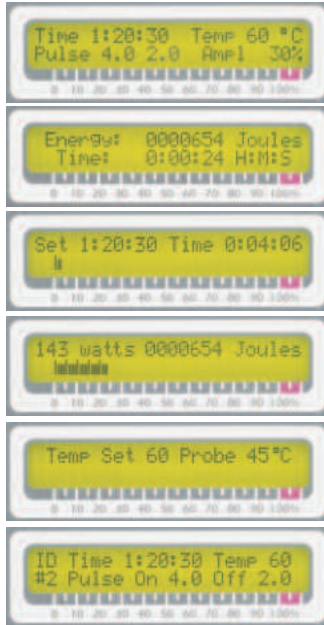 Time 1:20:30 Temp 60 °C
Pulse 4.0 2.0 Ampl 30%
0 10 20 30 40 50 60 70 80 90 100%
Energy: 0000654 Joules
Time: 0:00:24 H:M:S
0 10 20 30 40 50 60 70 80 90 100%
Set 1:20:30 Time 0:04:06
0 10 20 30 40 50 60 70 80 90 100%
143 watts 0000654 Joules
0 10 20 30 40 50 60 70 80 90 100%
Temp Set 60 Probe 45°C
0 10 20 30 40 50 60 70 80 90 100%
ID Time 1:20:30 Temp 60
#2 Pulse On 4.0 Off 2.0
0 10 20 30 40 50 60 70 80 90 100%